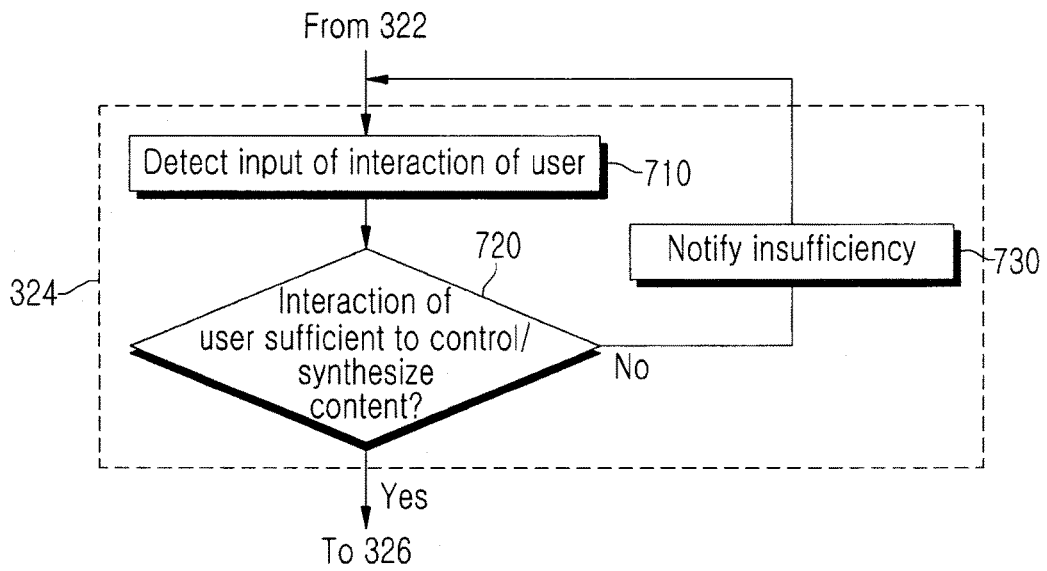 From 322
Detect input of interaction of user
710
720
Notify insufficiency
730
324
Interaction of
user sufficient to control/
synthesize
content?
No
Yes
To 326